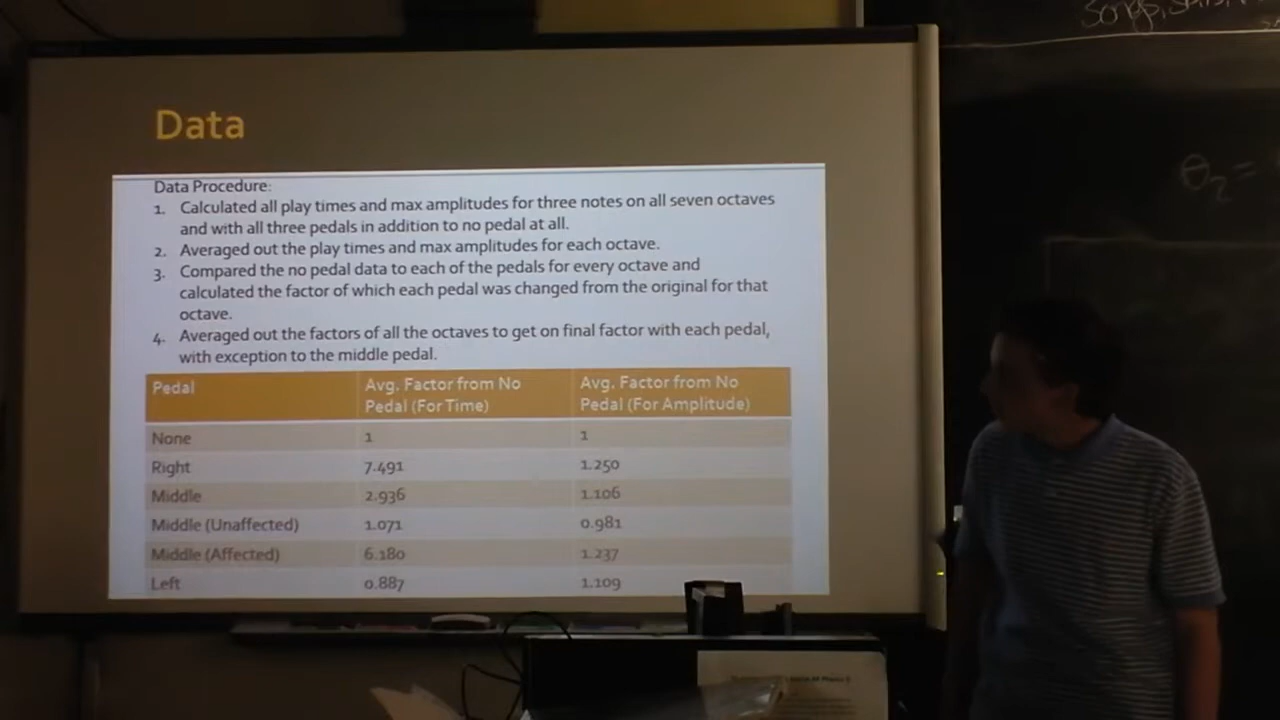 Songs,
Data
θ2 =
Data Procedure:
1. Calculated all play times and max amplitudes for three notes on all seven octaves
and with all three pedals in addition to no pedal at all.
2. Averaged out the play times and max amplitudes for each octave.
3. Compared the no pedal data to each of the pedals for every octave and
calculated the factor of which each pedal was changed from the original for that
octave.
4. Averaged out the factors of all the octaves to get on final factor with each pedal,
with exception to the middle pedal.
Pedal Avg. Factor from No Pedal (For Time) Avg. Factor from No Pedal (For Amplitude)
None 1 1
Right 7.491 1.250
Middle 2.936 1.106
Middle (Unaffected) 1.071 0.981
Middle (Affected) 6.180 1.237
Left 0.887 1.109